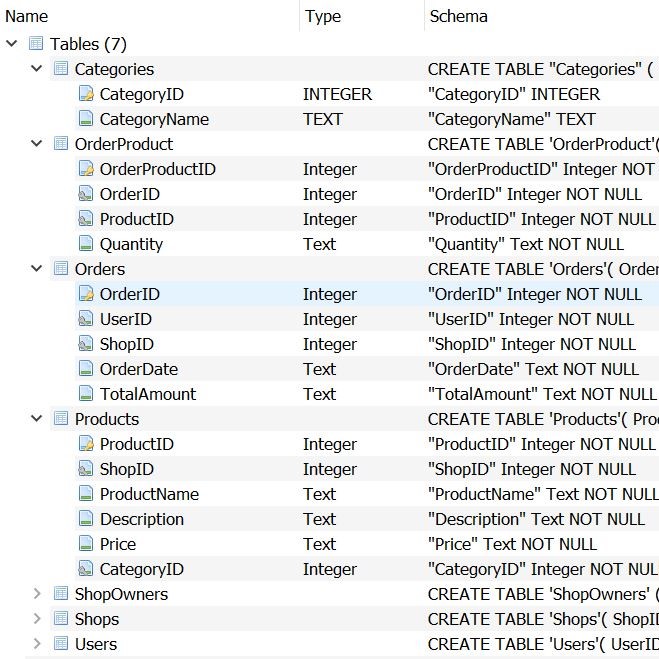 Name Type Schema
Tables (7)
Categories CREATE TABLE "Categories" (
CategoryID INTEGER "CategoryID" INTEGER
CategoryName TEXT "CategoryName" TEXT
OrderProduct CREATE TABLE 'OrderProduct'(
OrderProductID Integer "OrderProductID" Integer NOT
OrderID Integer "OrderID" Integer NOT NULL
ProductID Integer "ProductID" Integer NOT NULL
Quantity Text "Quantity" Text NOT NULL
Orders CREATE TABLE 'Orders'( Order
OrderID Integer "OrderID" Integer NOT NULL
UserID Integer "UserID" Integer NOT NULL
ShopID Integer "ShopID" Integer NOT NULL
OrderDate Text "OrderDate" Text NOT NULL
TotalAmount Text "TotalAmount" Text NOT NULL
Products CREATE TABLE 'Products'( Pro
ProductID Integer "ProductID" Integer NOT NULL
ShopID Integer "ShopID" Integer NOT NULL
ProductName Text "ProductName" Text NOT NULL
Description Text "Description" Text NOT NULL
Price Text "Price" Text NOT NULL
CategoryID Integer "CategoryID" Integer NOT NUL
ShopOwners CREATE TABLE 'ShopOwners' (
Shops CREATE TABLE 'Shops'( ShopI
Users CREATE TABLE 'Users'( UserID